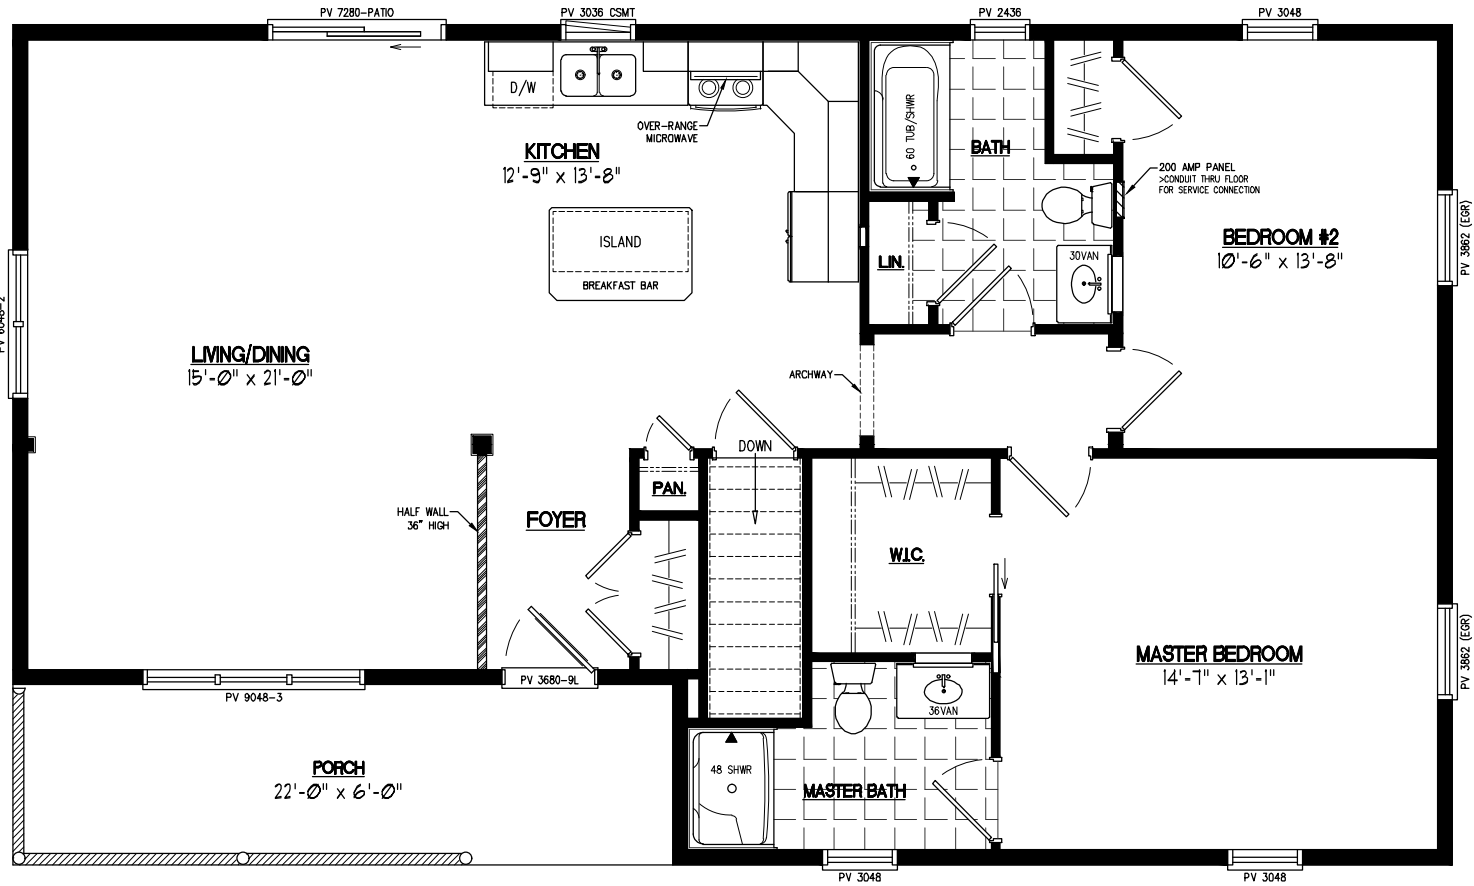 PV 7280-PATIO
PV 3036 CSMT
PV 2436
PV 3048
D/W
OVER-RANGE
MICROWAVE
KITCHEN
12'-9" x 13'-8"
60 TUB/SHWR
BATH
200 AMP PANEL
>CONDUIT THRU FLOOR
FOR SERVICE CONNECTION
ISLAND
BREAKFAST BAR
LIN.
30VAN
BEDROOM #2
10'-6" x 13'-8"
PV 3862 (EGR)
PV 6048-2
LIVING/DINING
15'-0" x 21'-0"
ARCHWAY
DOWN
PAN.
HALF WALL
36" HIGH
FOYER
W.I.C.
MASTER BEDROOM
14'-7" x 13'-1"
PV 3862 (EGR)
PV 9048-3
PV 3680-9L
36VAN
PORCH
22'-0" x 6'-0"
48 SHWR
MASTER BATH
PV 3048
PV 3048